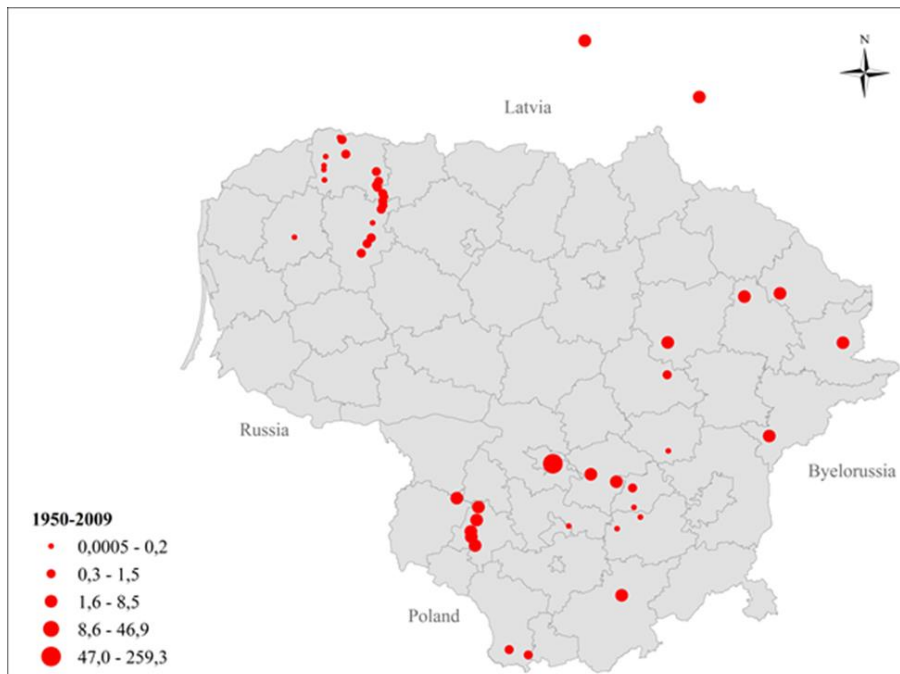 N
Latvia
Russia
Byelorussia
1950-2009
0,0005 - 0,2
0,3 - 1,5
1,6 - 8,5
Poland
8,6 - 46,9
47,0 - 259,3